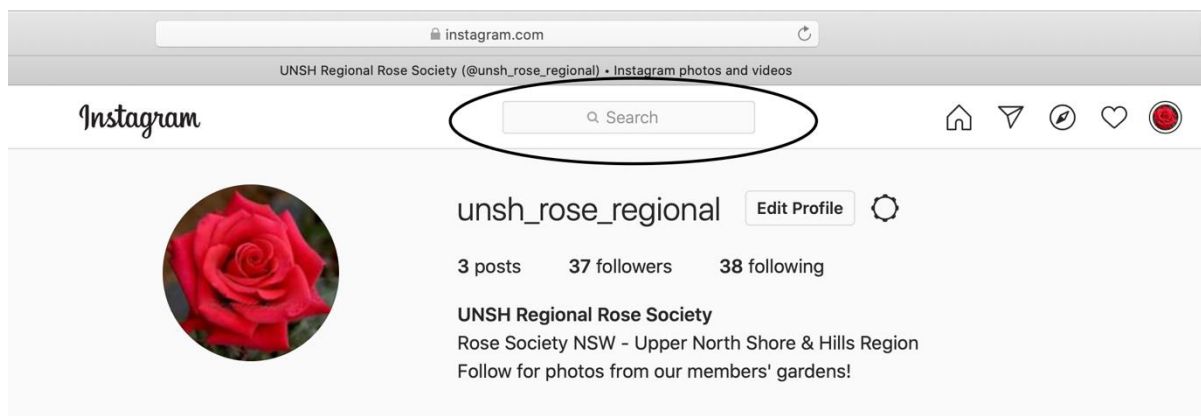 instagram.com
UNSH Regional Rose Society (@unsh_rose_regional) • Instagram photos and videos
Instagram
Search
unsh_rose_regional Edit Profile
3 posts 37 followers 38 following
UNSH Regional Rose Society
Rose Society NSW - Upper North Shore & Hills Region
Follow for photos from our members' gardens!